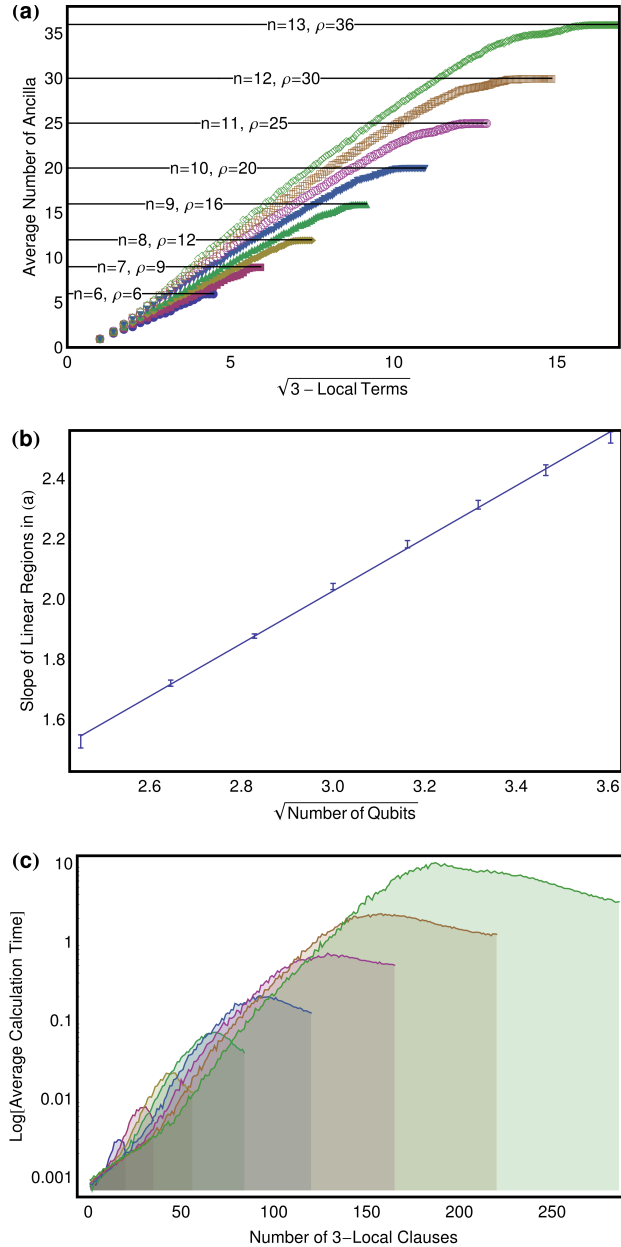 (a)
35
30
25
20
15
10
5
0
Average Number of Ancilla
n=13, ρ=36
n=12, ρ=30
n=11, ρ=25
n=10, ρ=20
n=9, ρ=16
n=8, ρ=12
n=7, ρ=9
n=6, ρ=6
0 5 10 15
√3−Local Terms
(b)
2.4
2.2
2.0
1.8
1.6
Slope of Linear Regions in (a)
2.6 2.8 3.0 3.2 3.4 3.6
√Number of Qubits
(c)
10
1
0.1
0.01
0.001
Log[Average Calculation Time]
0 50 100 150 200 250
Number of 3−Local Clauses